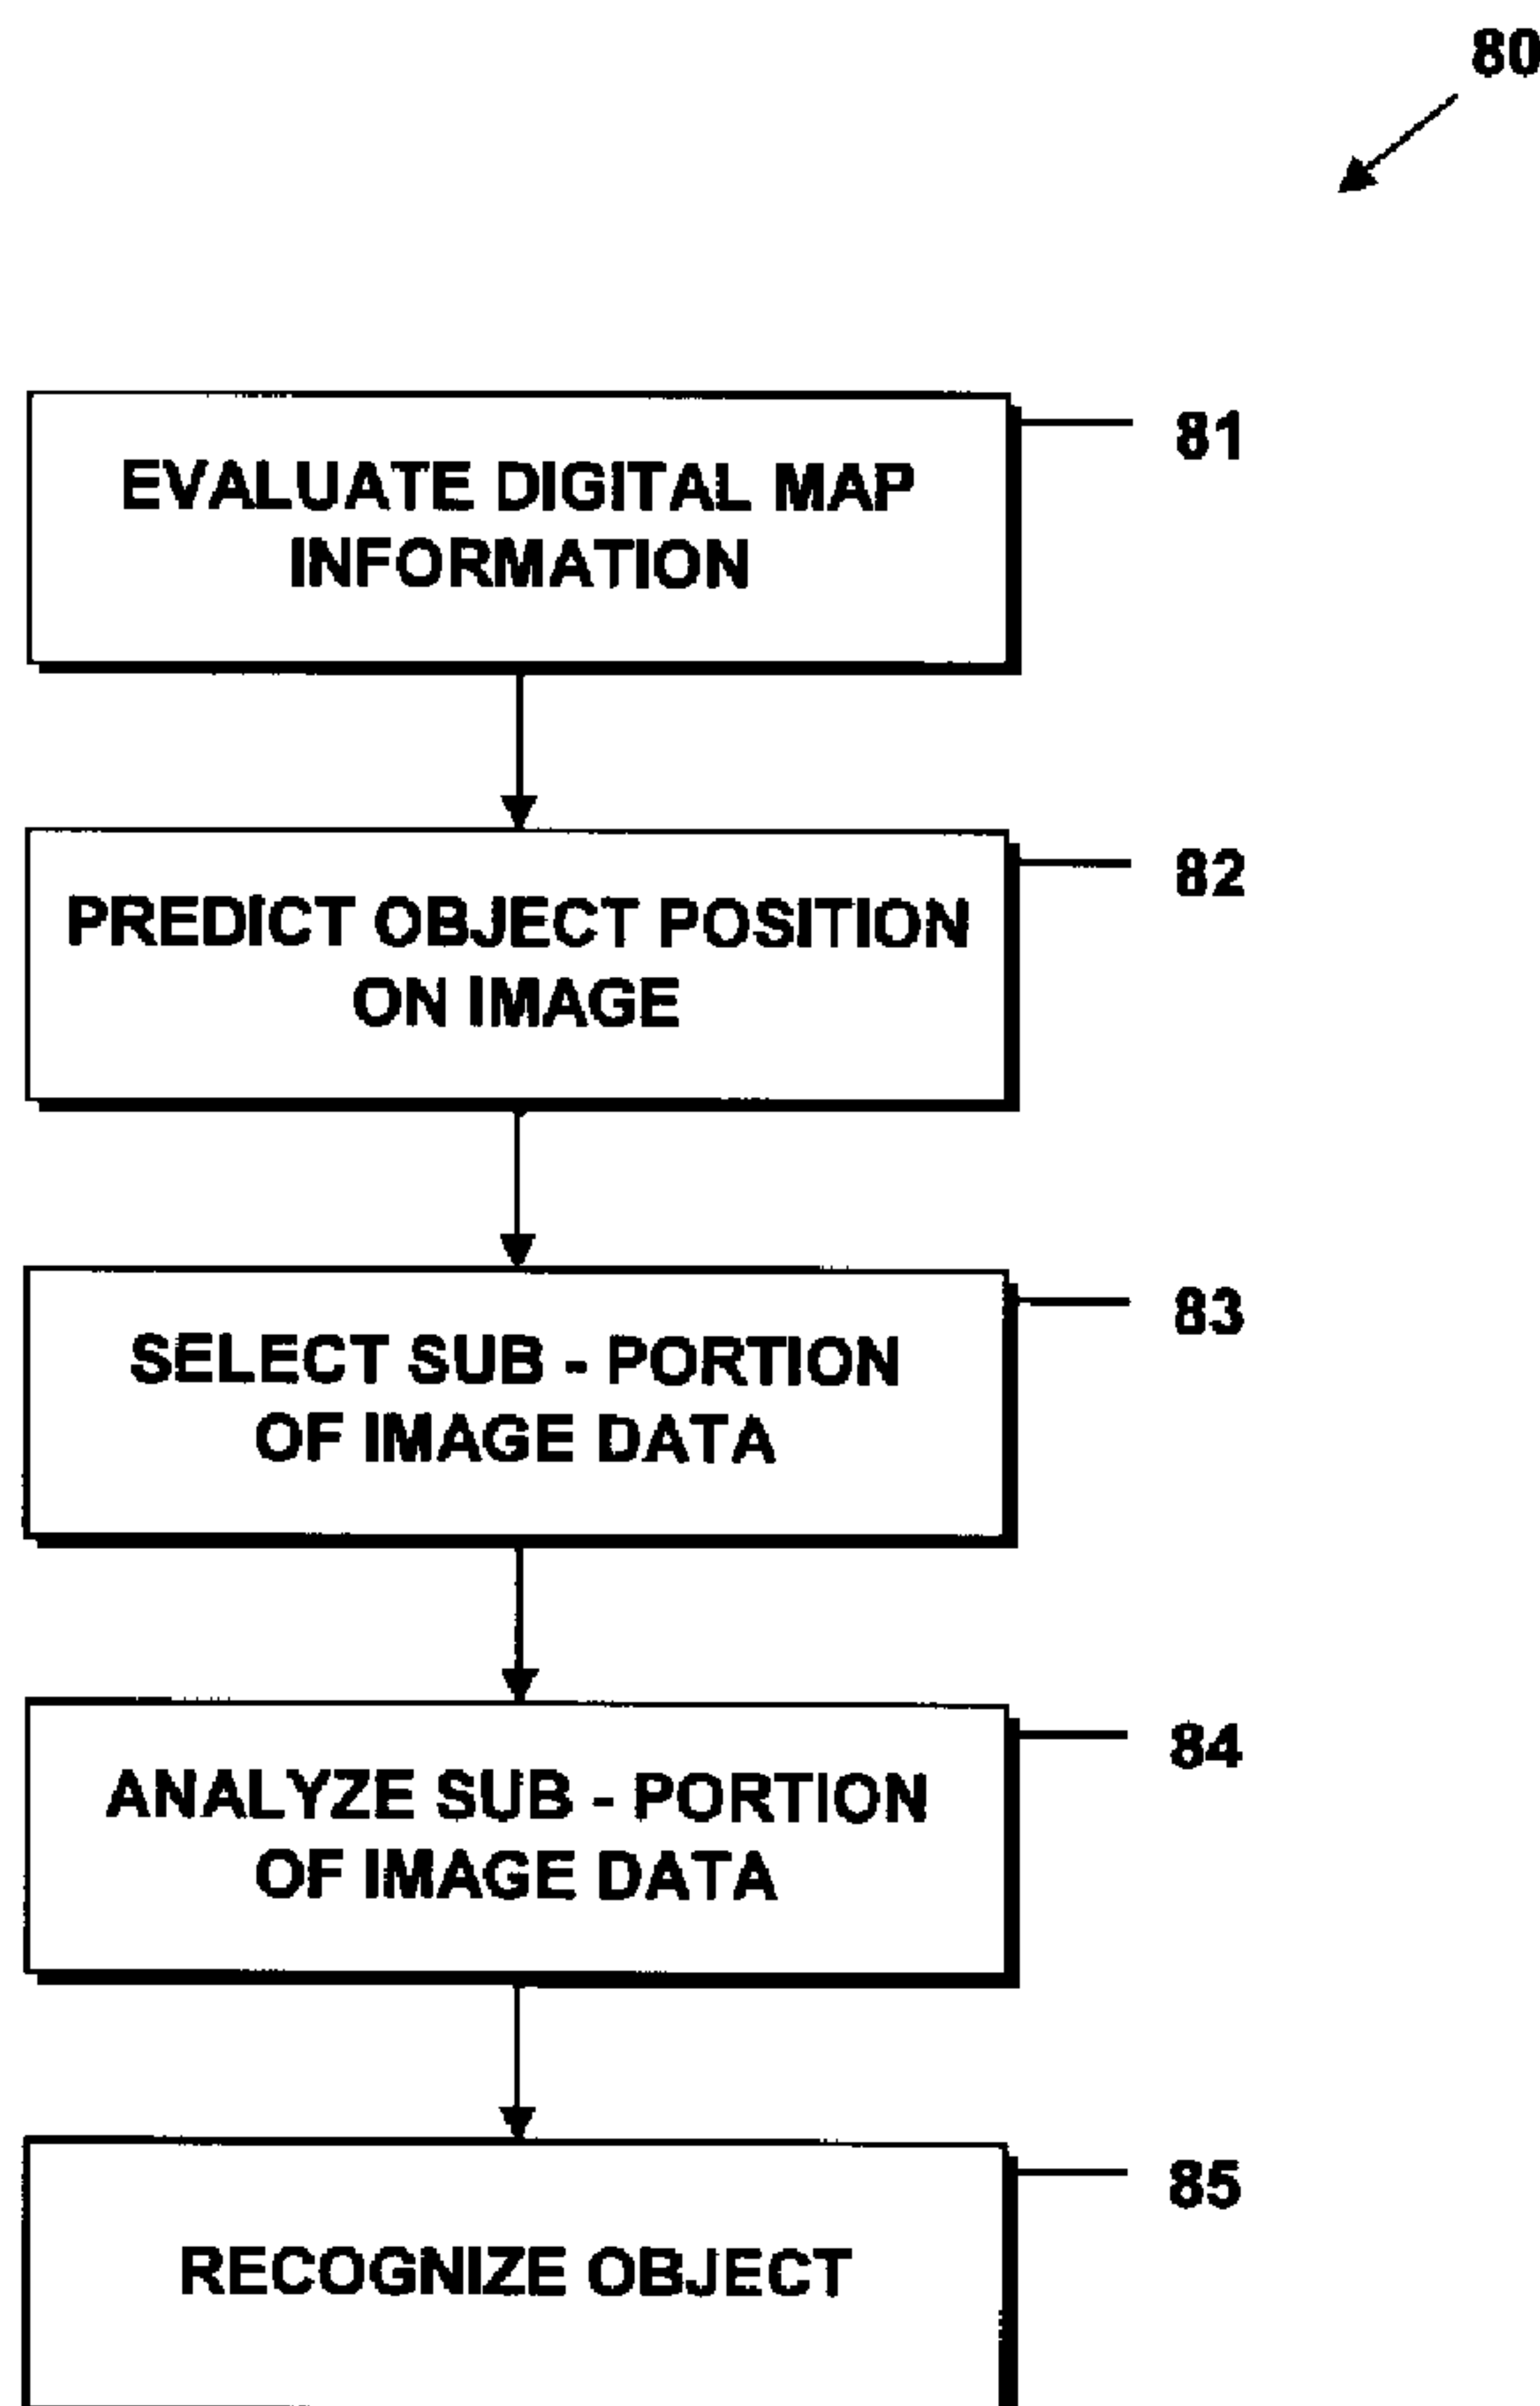 80
EVALUATE DIGITAL MAP
INFORMATION
81
PREDICT OBJECT POSITION
ON IMAGE
82
SELECT SUB - PORTION
OF IMAGE DATA
83
ANALYZE SUB - PORTION
OF IMAGE DATA
84
RECOGNIZE OBJECT
85